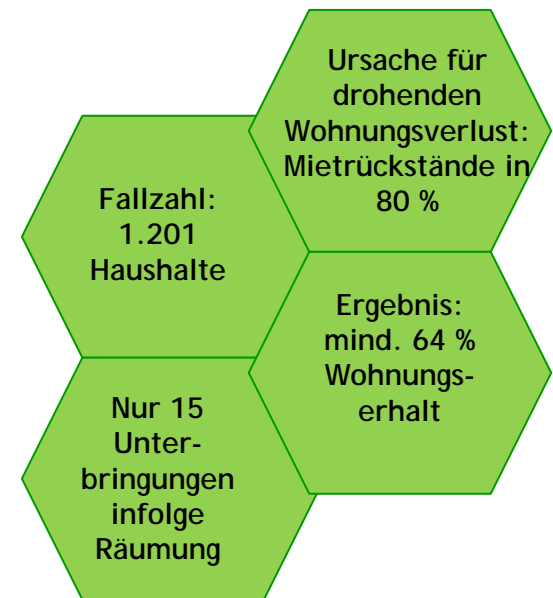 Ursache für
drohenden
Wohnungsverlust:
Mietrückstände in
80 %
Fallzahl:
1.201
Haushalte
Ergebnis:
mind. 64 %
Wohnungs-
erhalt
Nur 15
Unter-
bringungen
infolge
Räumung